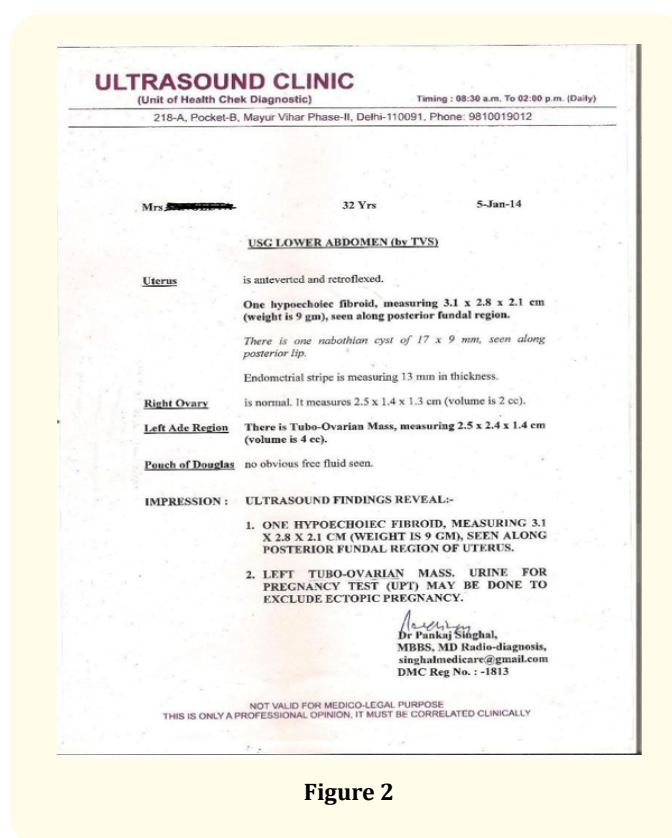 ULTRASOUND CLINIC
(Unit of Health Chek Diagnostic)
Timing : 08:30 a.m. To 02:00 p.m. (Daily)
218-A, Pocket-B, Mayur Vihar Phase-II, Delhi-110091, Phone: 9810019012
Mrs 32 Yrs 5-Jan-14
USG LOWER ABDOMEN (by TVS)
Uterus is anteverted and retroflexed.
One hypoechoiec fibroid, measuring 3.1 x 2.8 x 2.1 cm
(weight is 9 gm), seen along posterior fundal region.
There is one nabothian cyst of 17 x 9 mm, seen along
posterior lip.
Endometrial stripe is measuring 13 mm in thickness.
Right Ovary is normal. It measures 2.5 x 1.4 x 1.3 cm (volume is 2 cc).
Left Ade Region There is Tubo-Ovarian Mass, measuring 2.5 x 2.4 x 1.4 cm
(volume is 4 cc).
Pouch of Douglas no obvious free fluid seen.
IMPRESSION : ULTRASOUND FINDINGS REVEAL:-
1. ONE HYPOECHOIEC FIBROID, MEASURING 3.1
X 2.8 X 2.1 CM (WEIGHT IS 9 GM), SEEN ALONG
POSTERIOR FUNDAL REGION OF UTERUS.
2. LEFT TUBO-OVARIAN MASS. URINE FOR
PREGNANCY TEST (UPT) MAY BE DONE TO
EXCLUDE ECTOPIC PREGNANCY.
Dr Pankaj Singhal,
MBBS, MD Radio-diagnosis,
singhalmedicare@gmail.com
DMC Reg No. : -1813
NOT VALID FOR MEDICO-LEGAL PURPOSE
THIS IS ONLY A PROFESSIONAL OPINION, IT MUST BE CORRELATED CLINICALLY
Figure 2